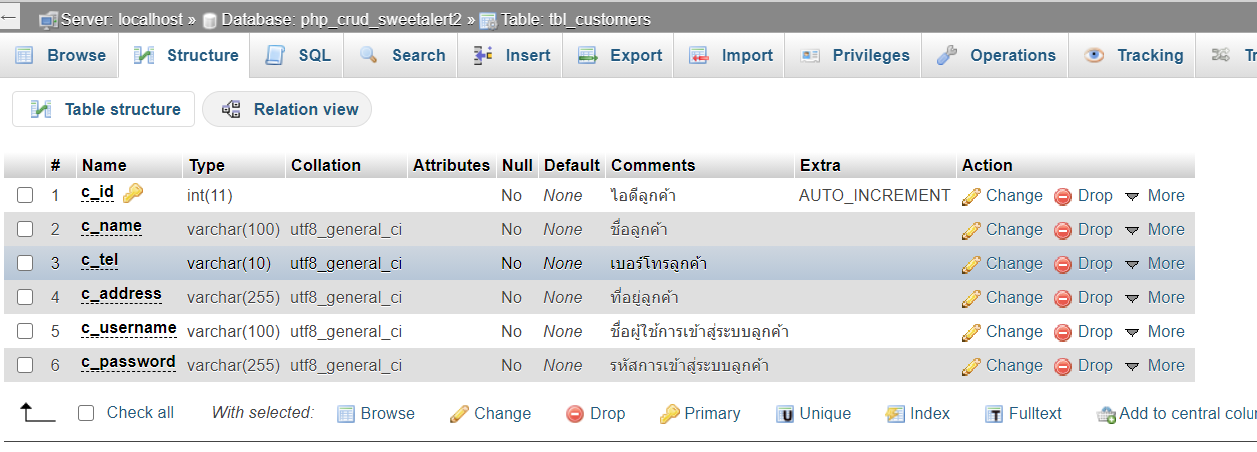 Server: localhost » Database: php_crud_sweetalert2 » Table: tbl_customers
Browse Structure SQL Search Insert Export Import Privileges Operations Tracking Tr
Table structure Relation view
# Name Type Collation Attributes Null Default Comments Extra Action
1 c_id int(11) No None ไอดีลูกค้า AUTO_INCREMENT Change Drop More
2 c_name varchar(100) utf8_general_ci No None ชื่อลูกค้า Change Drop More
3 c_tel varchar(10) utf8_general_ci No None เบอร์โทรลูกค้า Change Drop More
4 c_address varchar(255) utf8_general_ci No None ที่อยู่ลูกค้า Change Drop More
5 c_username varchar(100) utf8_general_ci No None ชื่อผู้ใช้การเข้าสู่ระบบลูกค้า Change Drop More
6 c_password varchar(255) utf8_general_ci No None รหัสการเข้าสู่ระบบลูกค้า Change Drop More
Check all With selected: Browse Change Drop Primary Unique Index Fulltext Add to central colu